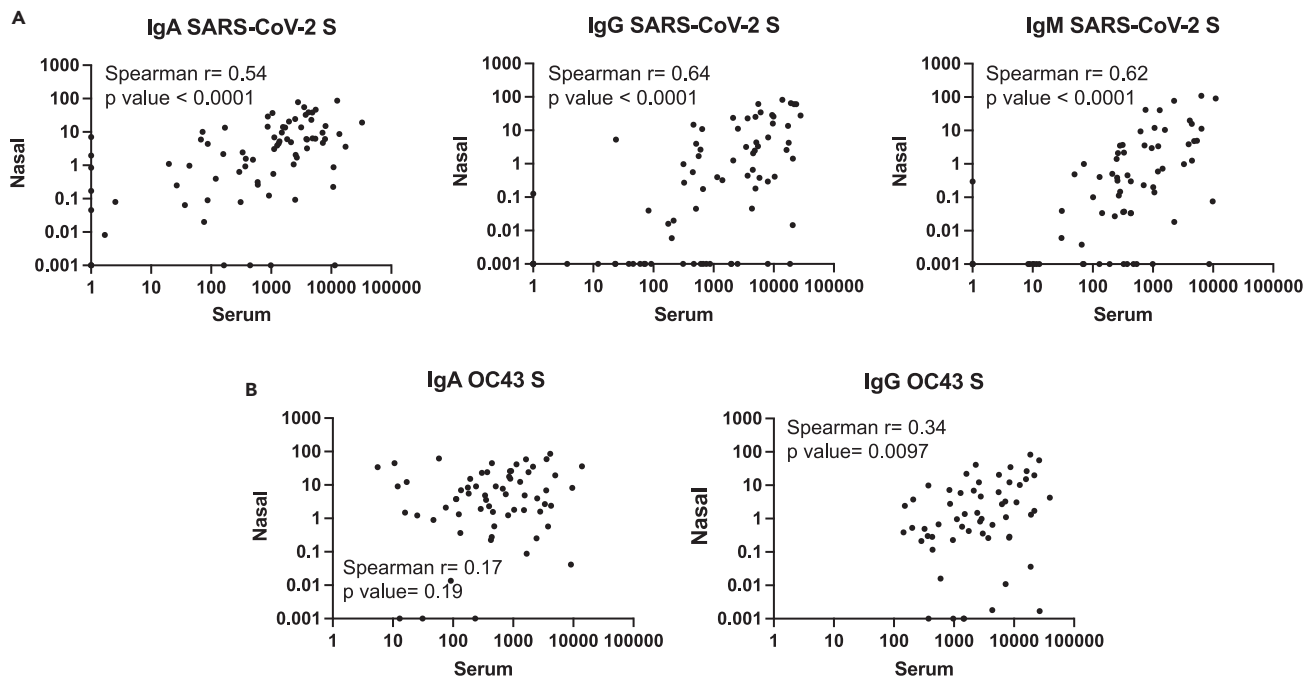 A
IgA SARS-CoV-2 S
Spearman r= 0.54
p value < 0.0001
1000
100
10
1
0.1
0.01
0.001
Nasal
1 10 100 1000 10000 100000
Serum
IgG SARS-CoV-2 S
Spearman r= 0.64
p value < 0.0001
1000
100
10
1
0.1
0.01
0.001
Nasal
1 10 100 1000 10000 100000
Serum
IgM SARS-CoV-2 S
Spearman r= 0.62
p value < 0.0001
1000
100
10
1
0.1
0.01
0.001
Nasal
1 10 100 1000 10000 100000
Serum
B
IgA OC43 S
1000
100
10
1
0.1
0.01
0.001
Nasal
Spearman r= 0.17
p value= 0.19
1 10 100 1000 10000 100000
Serum
IgG OC43 S
Spearman r= 0.34
p value= 0.0097
1000
100
10
1
0.1
0.01
0.001
Nasal
1 10 100 1000 10000 100000
Serum